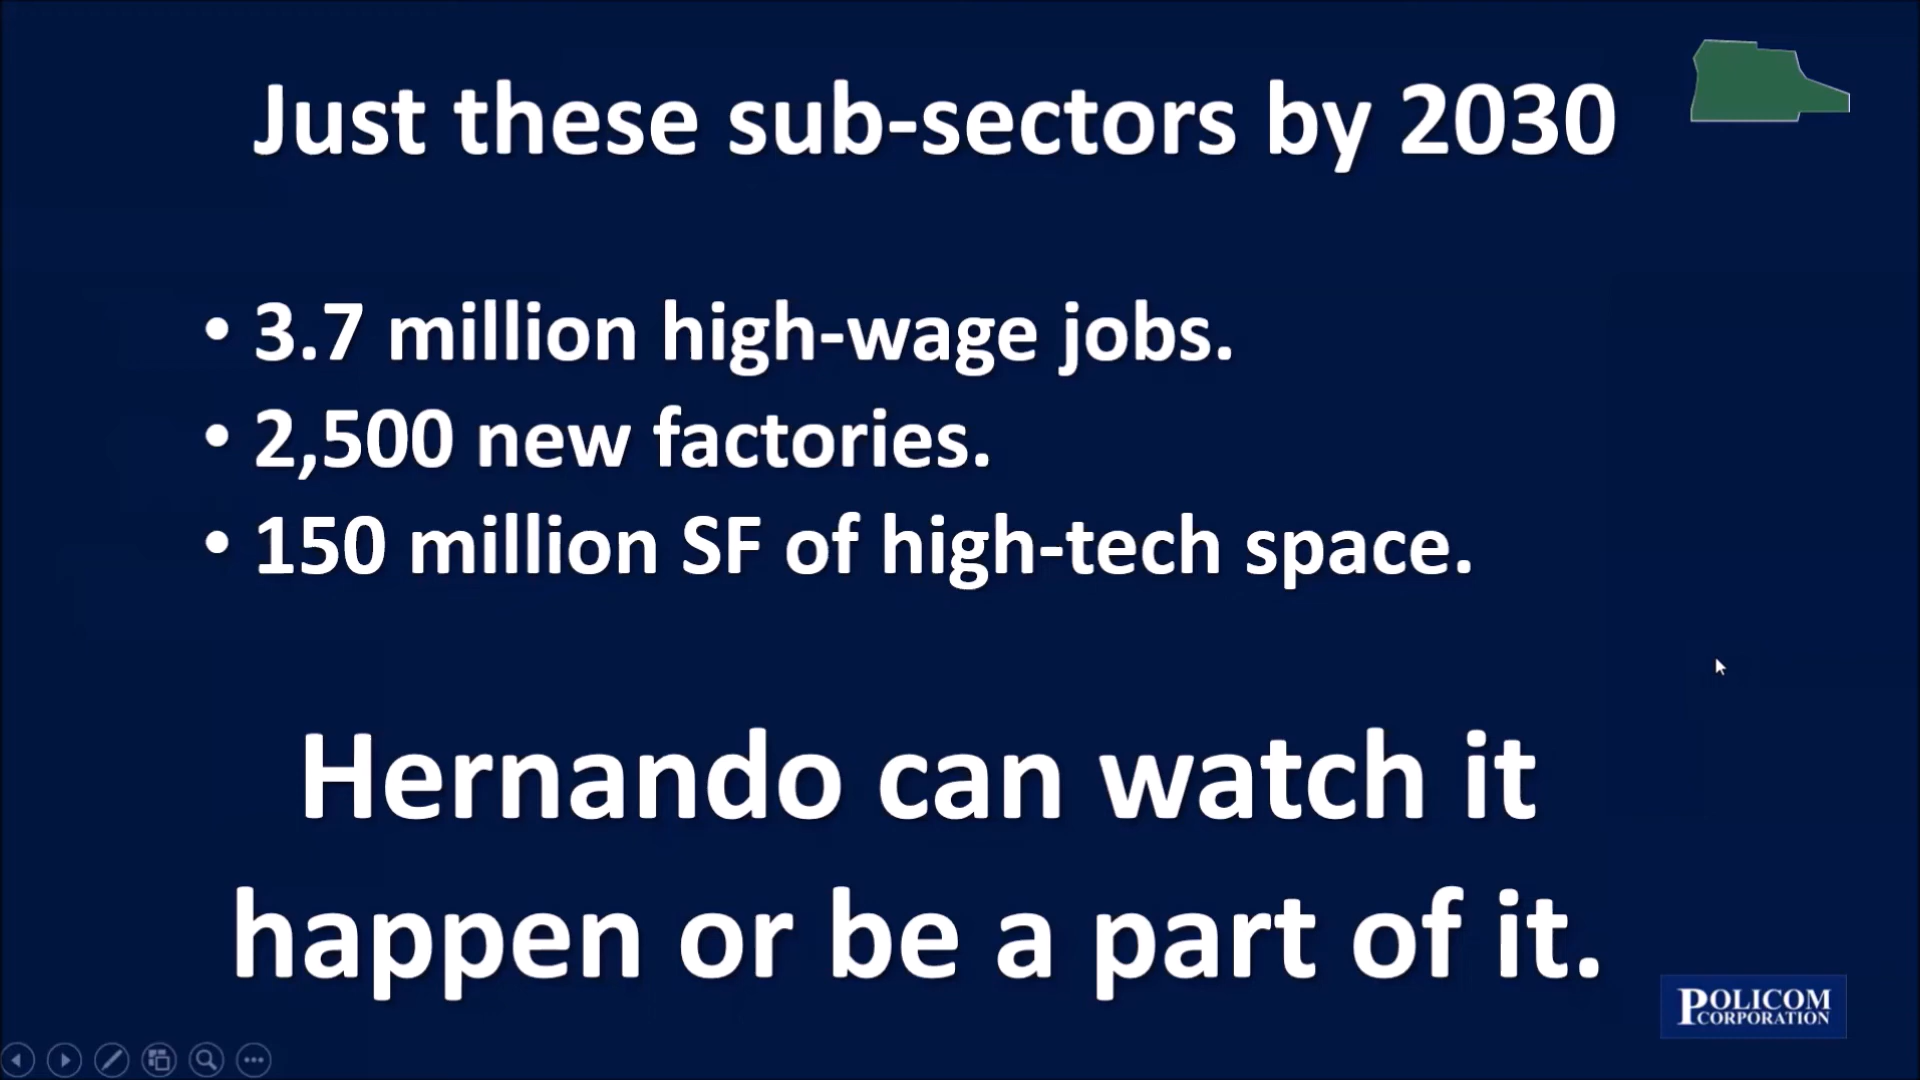 Just these sub-sectors by 2030
• 3.7 million high-wage jobs.
• 2,500 new factories.
• 150 million SF of high-tech space.
Hernando can watch it
happen or be a part of it.
POLICOM
CORPORATION